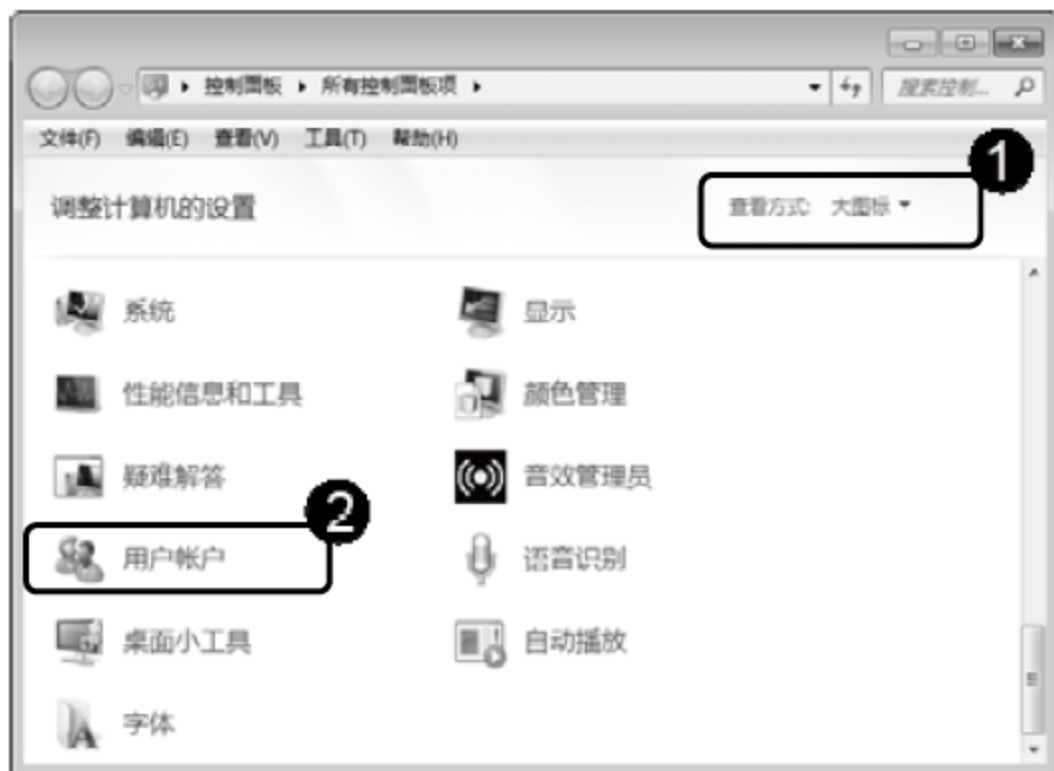 控制面板 ▸ 所有控制面板项 ▸ 搜索控制...
文件(F) 编辑(E) 查看(V) 工具(T) 帮助(H)
1
调整计算机的设置 查看方式: 大图标
系统 显示
性能信息和工具 颜色管理
疑难解答 音效管理员
2
用户帐户 语音识别
桌面小工具 自动播放
字体